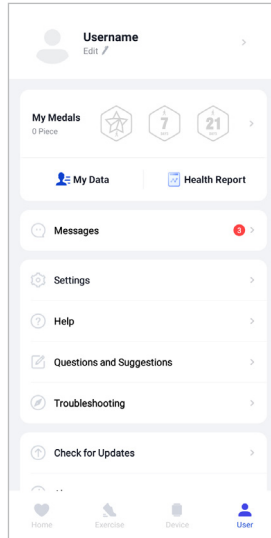 Username
Edit
My Medals
0 Piece
7
21
My Data
Health Report
Messages
3
Settings
Help
Questions and Suggestions
Troubleshooting
Check for Updates
Home
Exercise
Device
User